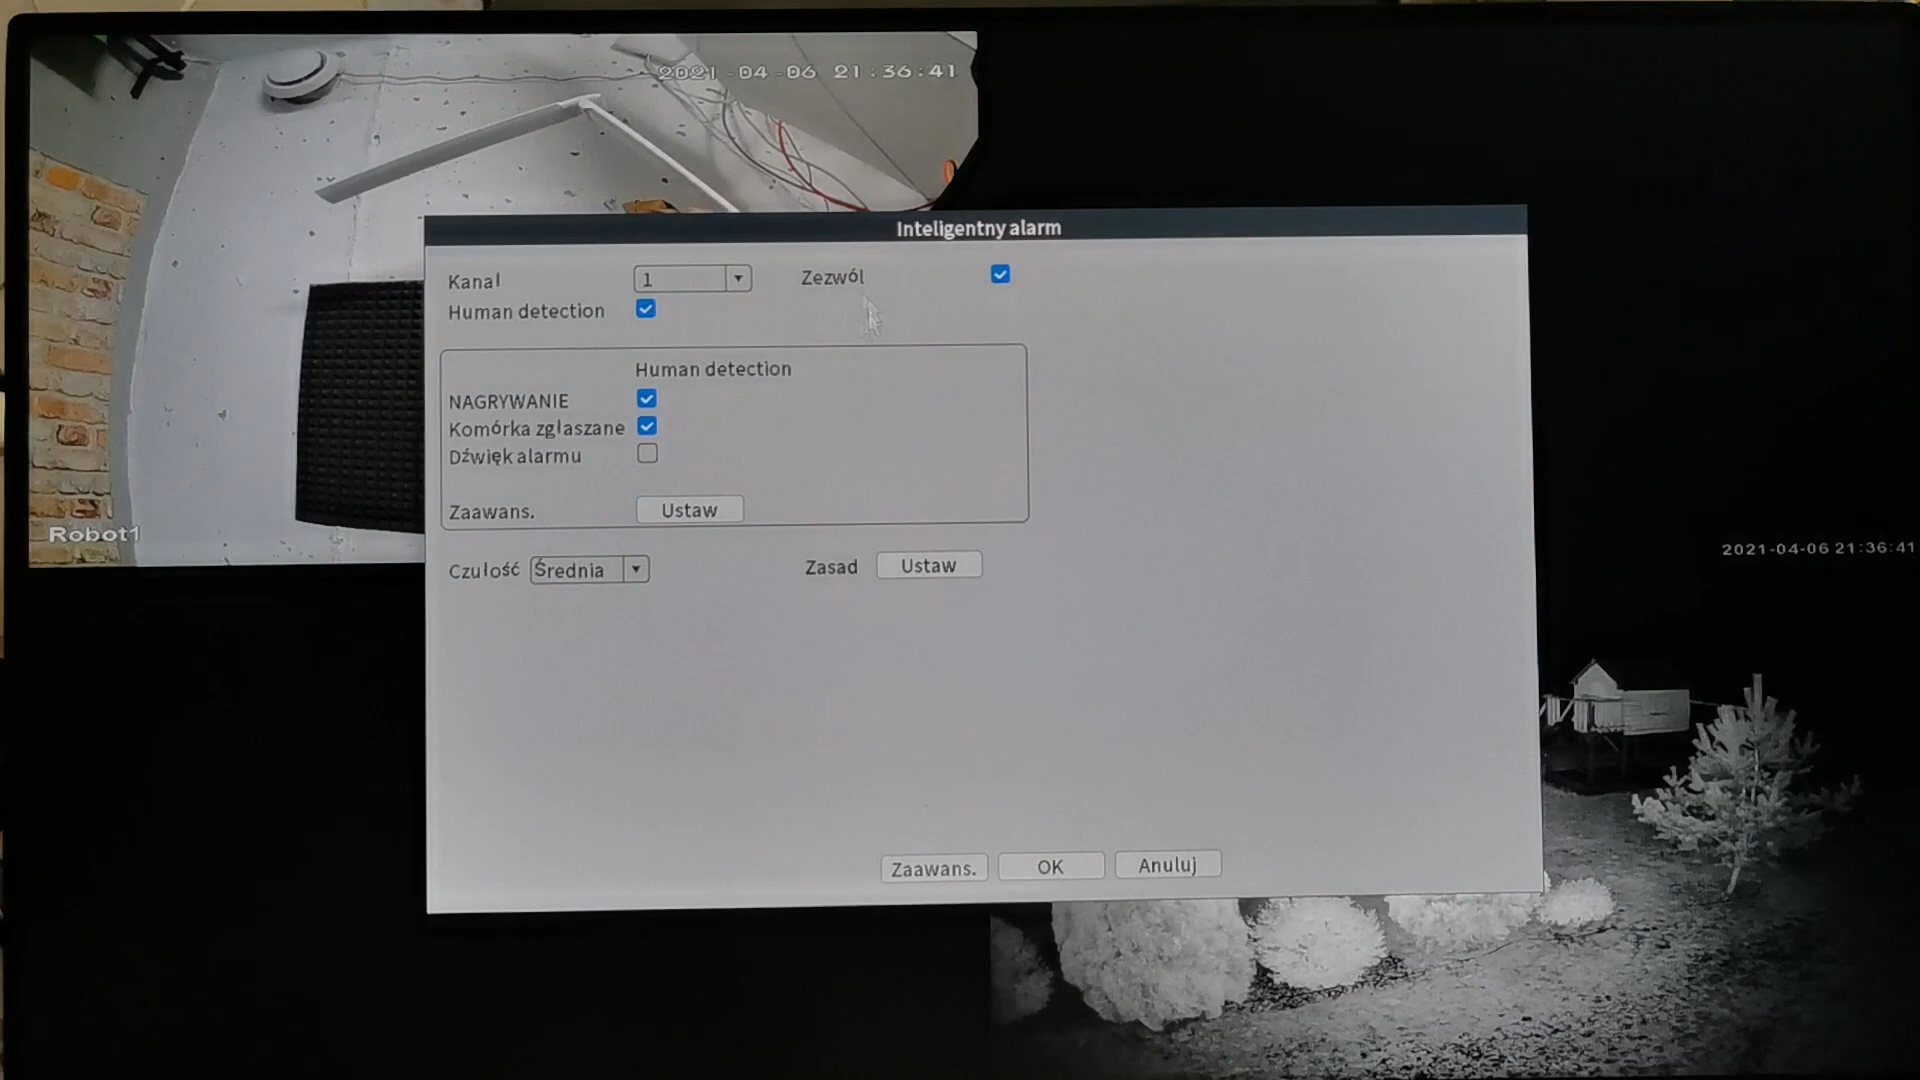 2021-04-06 21:36:41
Inteligentny alarm
Kanal 1 Zezwól
Human detection
Human detection
NAGRYWANIE
Komórka zgłaszane
Dźwięk alarmu
Zaawans. Ustaw
Robot1
2021-04-06 21:36:41
Czułość Średnia Zasad Ustaw
Zaawans. OK Anuluj